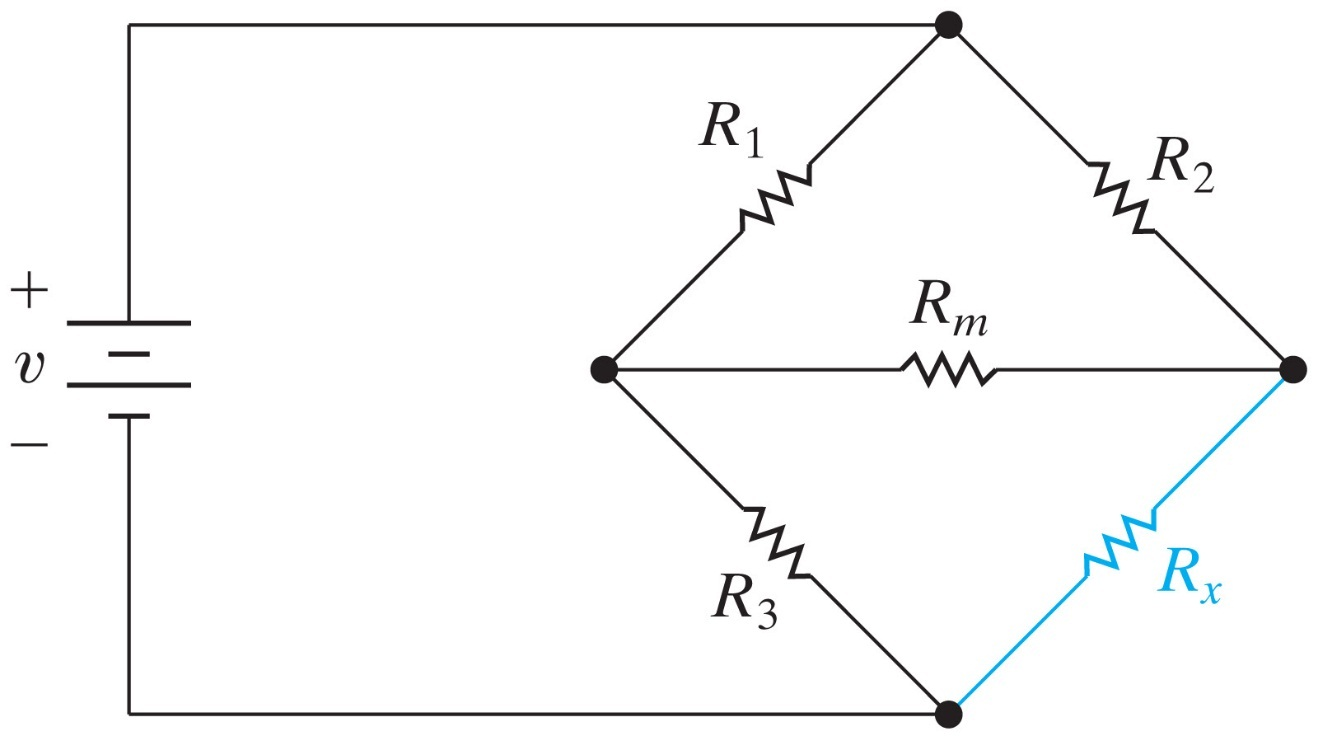 R₁
R₂
+
v
−
Rₘ
R₃
Rₓ